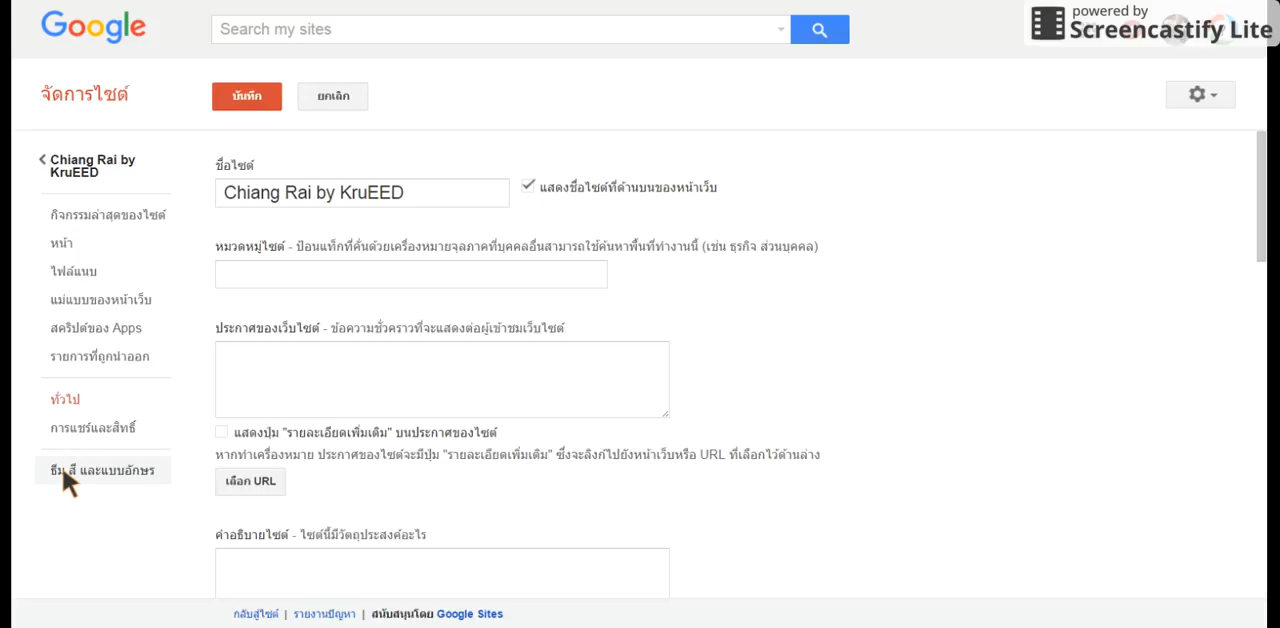 Google
Search my sites
powered by
Screencastify Lite
จัดการไซต์
บันทึก
ยกเลิก
Chiang Rai by
KruEED
กิจกรรมล่าสุดของไซต์
หน้า
ไฟล์แนบ
แม่แบบของหน้าเว็บ
สคริปต์ของ Apps
รายการที่ถูกนำออก
ทั่วไป
การแชร์และสิทธิ์
ธีม สี และแบบอักษร
ชื่อไซต์
Chiang Rai by KruEED
แสดงชื่อไซต์ที่ด้านบนของหน้าเว็บ
หมวดหมู่ไซต์ - ป้อนแท็กที่คั่นด้วยเครื่องหมายจุลภาคที่บุคคลอื่นสามารถใช้ค้นหาพื้นที่ทำงานนี้ (เช่น ธุรกิจ ส่วนบุคคล)
ประกาศของเว็บไซต์ - ข้อความชั่วคราวที่จะแสดงต่อผู้เข้าชมเว็บไซต์
แสดงปุ่ม "รายละเอียดเพิ่มเติม" บนประกาศของไซต์
หากทำเครื่องหมาย ประกาศของไซต์จะมีปุ่ม "รายละเอียดเพิ่มเติม" ซึ่งจะลิงก์ไปยังหน้าเว็บหรือ URL ที่เลือกไว้ด้านล่าง
เลือก URL
คำอธิบายไซต์ - ไซต์นี้มีวัตถุประสงค์อะไร
กลับสู่ไซต์ | รายงานปัญหา | สนับสนุนโดย Google Sites